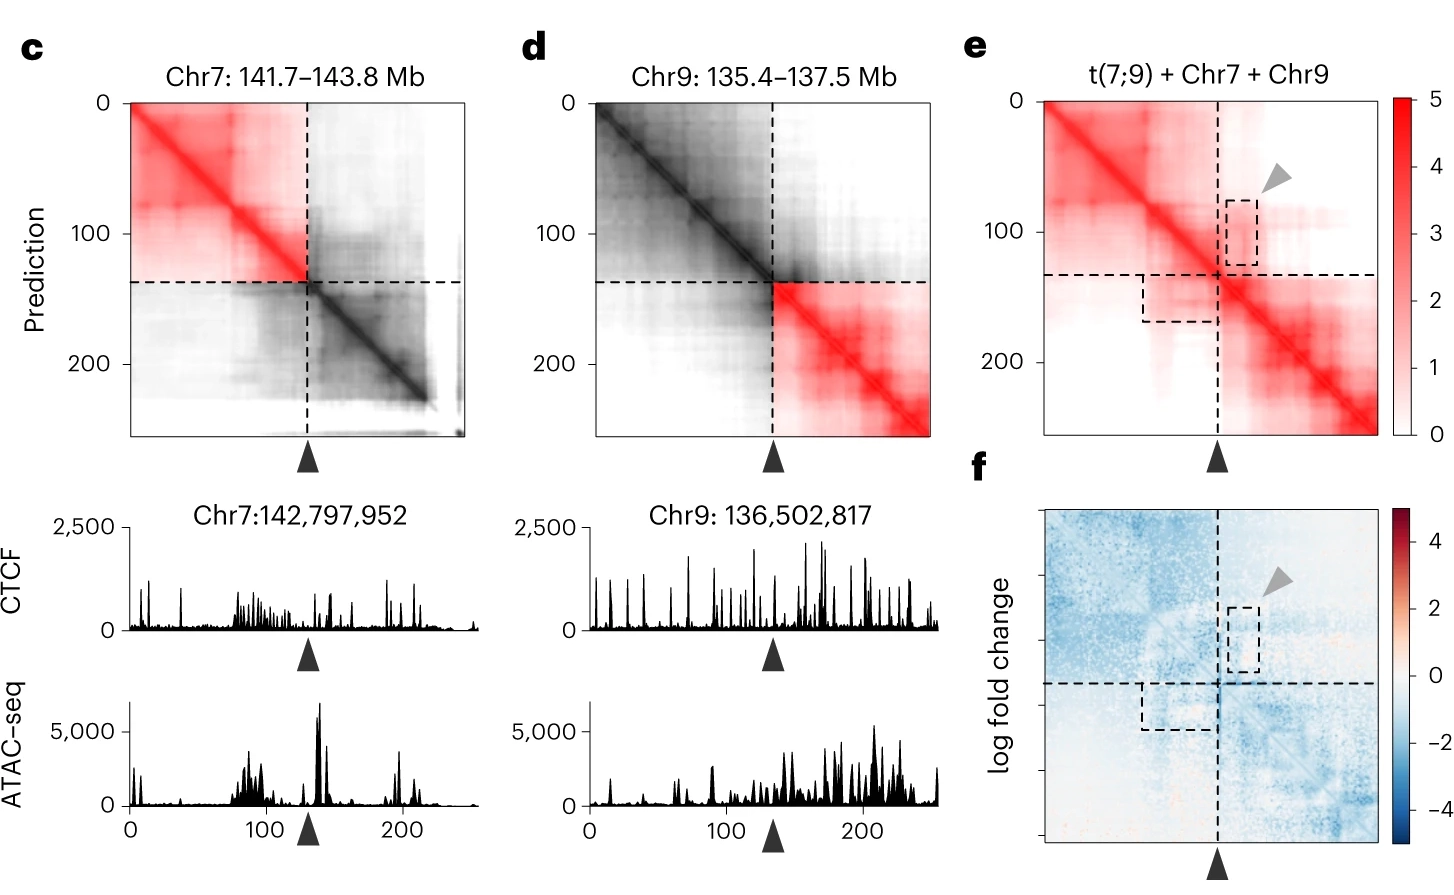 c
Chr7: 141.7–143.8 Mb
Prediction
0
100
200
d
Chr9: 135.4–137.5 Mb
0
100
200
e
t(7;9) + Chr7 + Chr9
0
100
200
5
4
3
2
1
0
Chr7:142,797,952
CTCF
2,500
0
ATAC–seq
5,000
0
0
100
200
Chr9: 136,502,817
2,500
0
5,000
0
0
100
200
f
log fold change
4
2
0
–2
–4